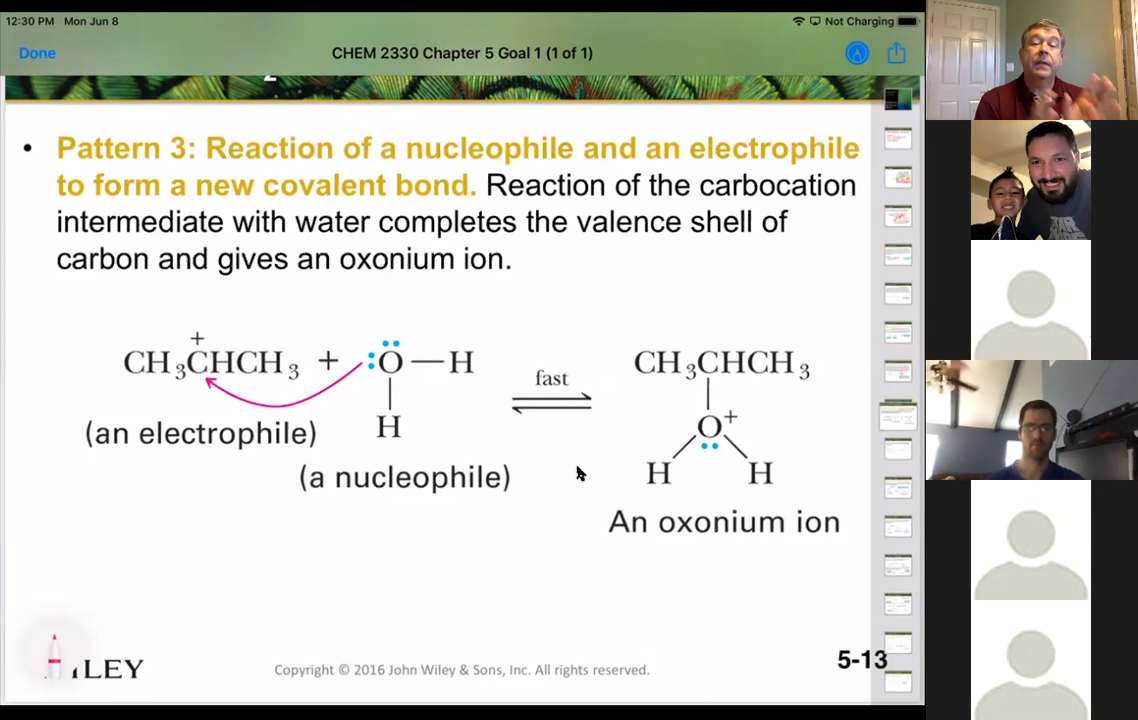 12:30 PM Mon Jun 8
Not Charging
Done
CHEM 2330 Chapter 5 Goal 1 (1 of 1)
• Pattern 3: Reaction of a nucleophile and an electrophile
to form a new covalent bond. Reaction of the carbocation
intermediate with water completes the valence shell of
carbon and gives an oxonium ion.
+
CH₃CHCH₃ + :O—H
H
(an electrophile)
(a nucleophile)
fast
CH₃CHCH₃
O+
H H
An oxonium ion
LEY
Copyright © 2016 John Wiley & Sons, Inc. All rights reserved.
5-13